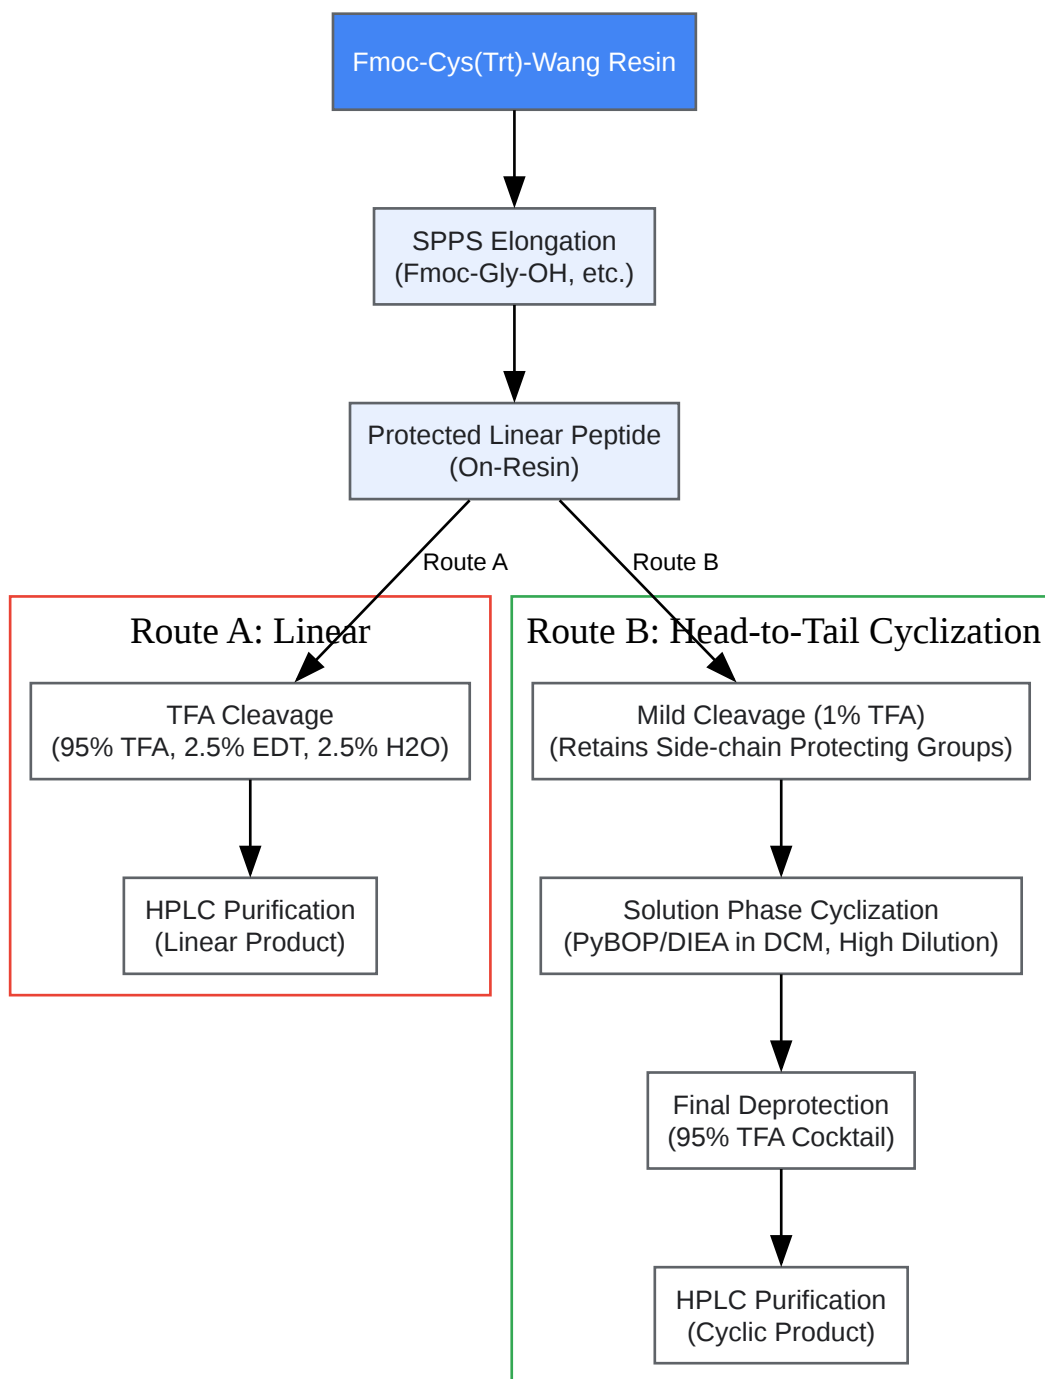 Fmoc-Cys(Trt)-Wang Resin
SPPS Elongation
(Fmoc-Gly-OH, etc.)
Protected Linear Peptide
(On-Resin)
Route A
Route B
Route A: Linear
TFA Cleavage
(95% TFA, 2.5% EDT, 2.5% H2O)
HPLC Purification
(Linear Product)
Route B: Head-to-Tail Cyclization
Mild Cleavage (1% TFA)
(Retains Side-chain Protecting Groups)
Solution Phase Cyclization
(PyBOP/DIEA in DCM, High Dilution)
Final Deprotection
(95% TFA Cocktail)
HPLC Purification
(Cyclic Product)